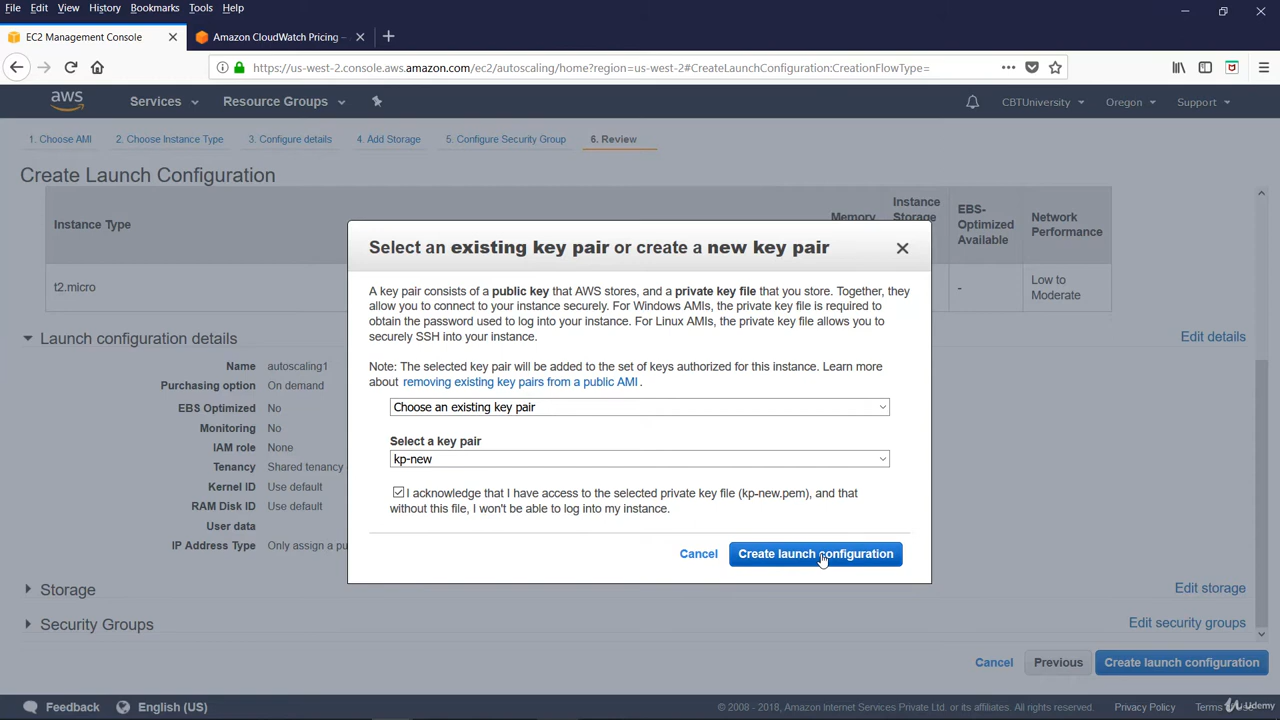 File Edit View History Bookmarks Tools Help
EC2 Management Console
Amazon CloudWatch Pricing –
https://us-west-2.console.aws.amazon.com/ec2/autoscaling/home?region=us-west-2#CreateLaunchConfiguration:CreationFlowType=
aws Services Resource Groups CBTUniversity Oregon Support
1. Choose AMI 2. Choose Instance Type 3. Configure details 4. Add Storage 5. Configure Security Group 6. Review
Create Launch Configuration
Instance Type Memory Instance Storage EBS-Optimized Available Network Performance
t2.micro - Low to Moderate
Select an existing key pair or create a new key pair
A key pair consists of a public key that AWS stores, and a private key file that you store. Together, they
allow you to connect to your instance securely. For Windows AMIs, the private key file is required to
obtain the password used to log into your instance. For Linux AMIs, the private key file allows you to
securely SSH into your instance.
Note: The selected key pair will be added to the set of keys authorized for this instance. Learn more
about removing existing key pairs from a public AMI .
Choose an existing key pair
Select a key pair
kp-new
I acknowledge that I have access to the selected private key file (kp-new.pem), and that
without this file, I won't be able to log into my instance.
Cancel Create launch configuration
Launch configuration details Edit details
Name autoscaling1
Purchasing option On demand
EBS Optimized No
Monitoring No
IAM role None
Tenancy Shared tenancy
Kernel ID Use default
RAM Disk ID Use default
User data
IP Address Type Only assign a pu
Storage Edit storage
Security Groups Edit security groups
Cancel Previous Create launch configuration
Feedback English (US) © 2008 - 2018, Amazon Internet Services Private Ltd. or its affiliates. All rights reserved. Privacy Policy Terms
Udemy